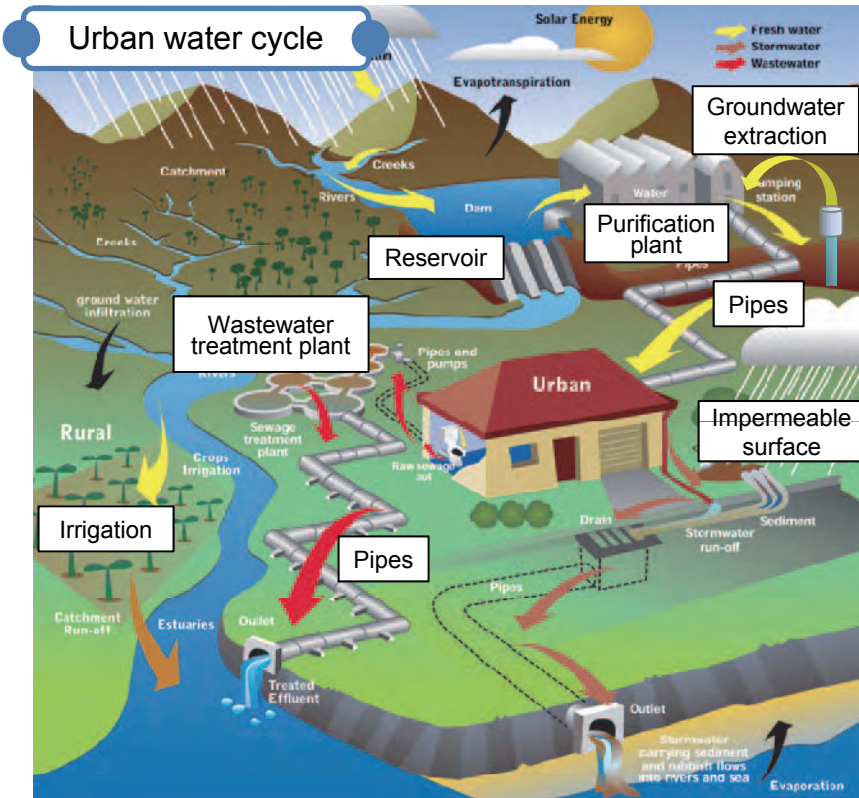 Urban water cycle
Solar Energy
Fresh water
Stormwater
Wastewater
Evapotranspiration
Groundwater
extraction
Catchment
Creeks
Rivers
Dam
Water
station
Purification
plant
Reservoir
Creeks
Pipes
ground water
infiltration
Wastewater
treatment plant
Pipes and
pumps
Pipes
Rivers
Urban
Rural
Sewage
treatment
plant
Impermeable
surface
Crops
Irrigation
Raw sewage
out
Irrigation
Drain
Sediment
Stormwater
run-off
Pipes
Pipes
Catchment
Run-off
Estuaries
Outlet
Treated
Effluent
Outlet
Stormwater
carrying sediment
and rubbish flows
into rivers and sea
Evaporation